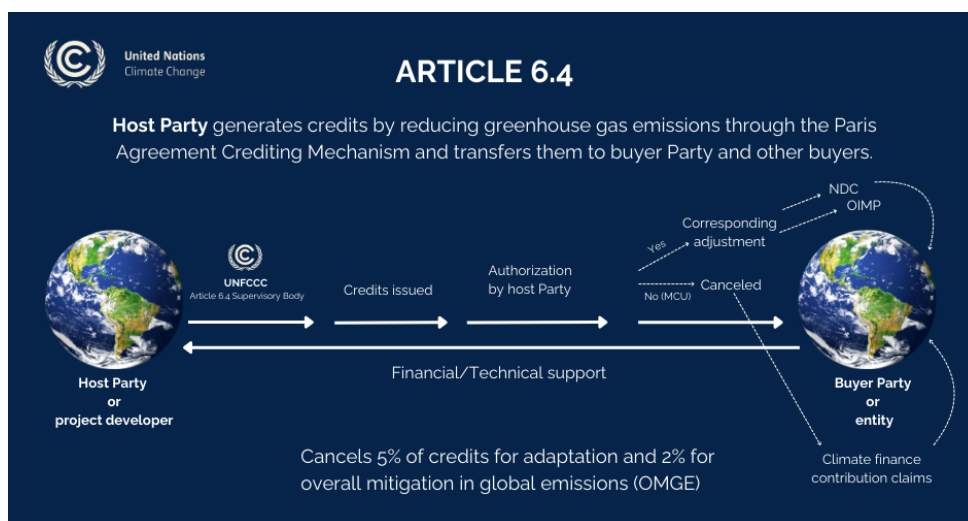 United Nations
Climate Change
ARTICLE 6.4
Host Party generates credits by reducing greenhouse gas emissions through the Paris
Agreement Crediting Mechanism and transfers them to buyer Party and other buyers.
NDC
OIMP
Corresponding
adjustment
Yes
UNFCCC
Article 6.4 Supervisory Body
Credits issued
Authorization
by host Party
Canceled
No (MCU)
Financial/Technical support
Host Party
or
project developer
Buyer Party
or
entity
Cancels 5% of credits for adaptation and 2% for
overall mitigation in global emissions (OMGE)
Climate finance
contribution claims